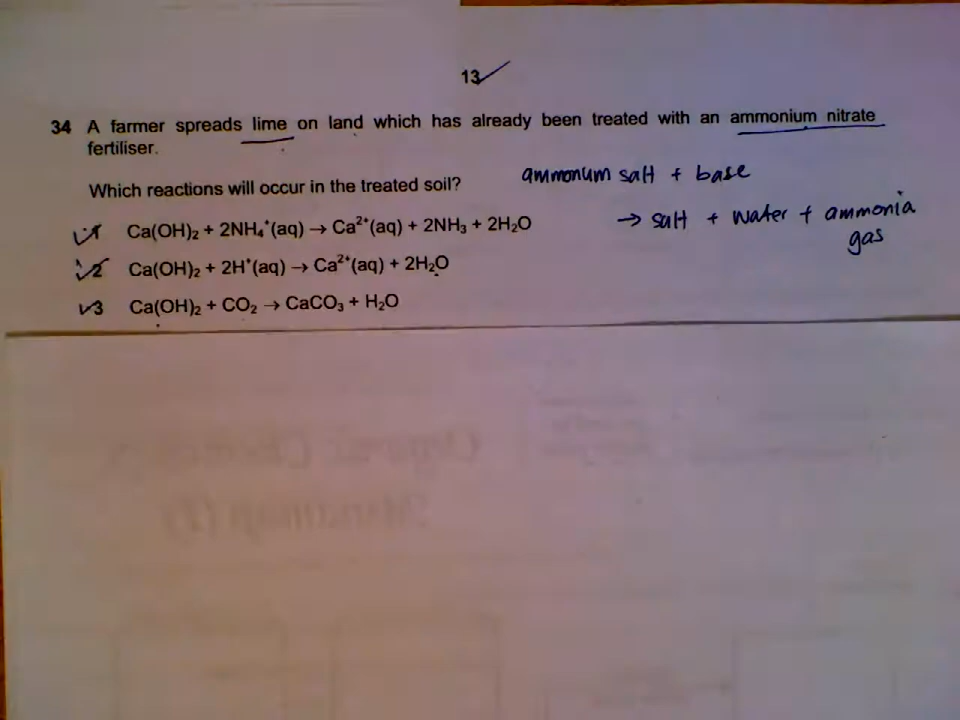 13
34 A farmer spreads lime on land which has already been treated with an ammonium nitrate
fertiliser.
Which reactions will occur in the treated soil?
ammonum salt + base
→ salt + water + ammonia
gas
1 Ca(OH)₂ + 2NH₄⁺(aq) → Ca²⁺(aq) + 2NH₃ + 2H₂O
2 Ca(OH)₂ + 2H⁺(aq) → Ca²⁺(aq) + 2H₂O
3 Ca(OH)₂ + CO₂ → CaCO₃ + H₂O